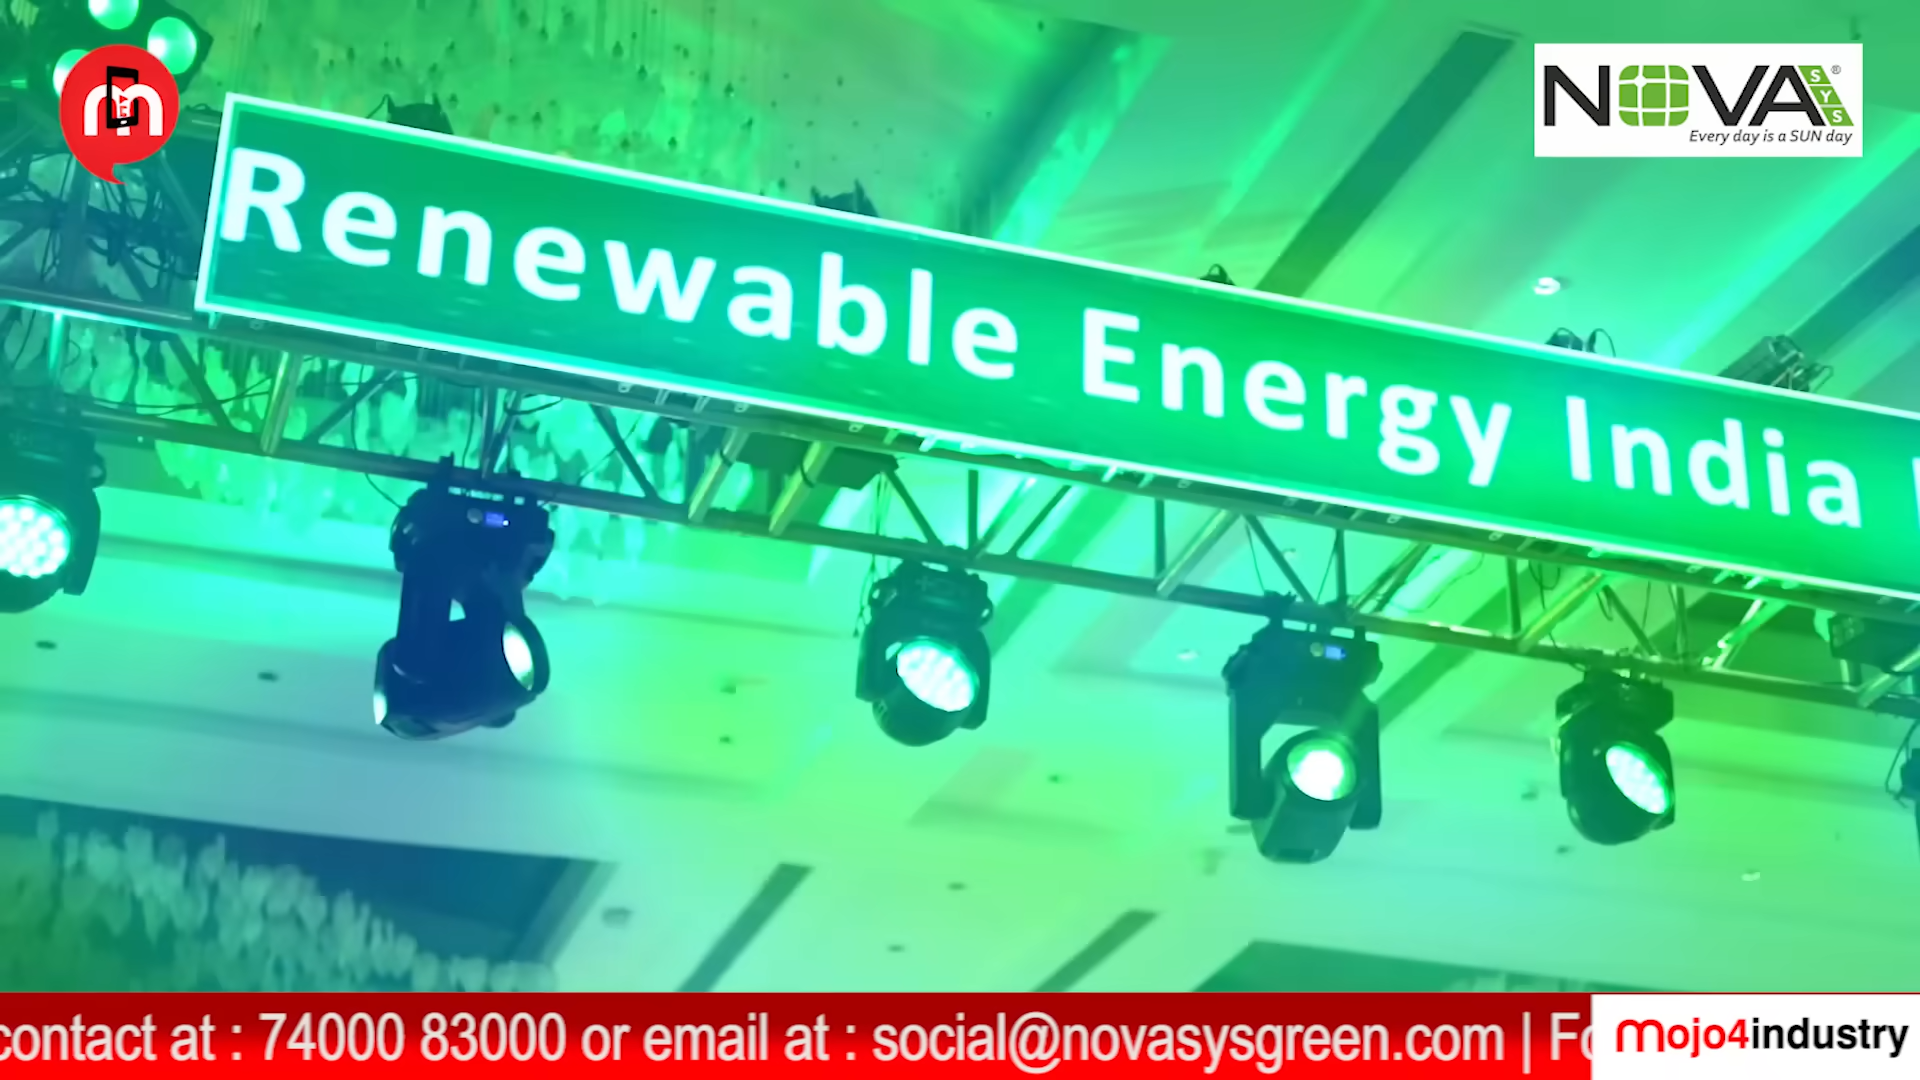 m
NOVA SYS®
Every day is a SUN day
Renewable Energy India
contact at : 74000 83000 or email at : social@novasysgreen.com |
mojo4industry